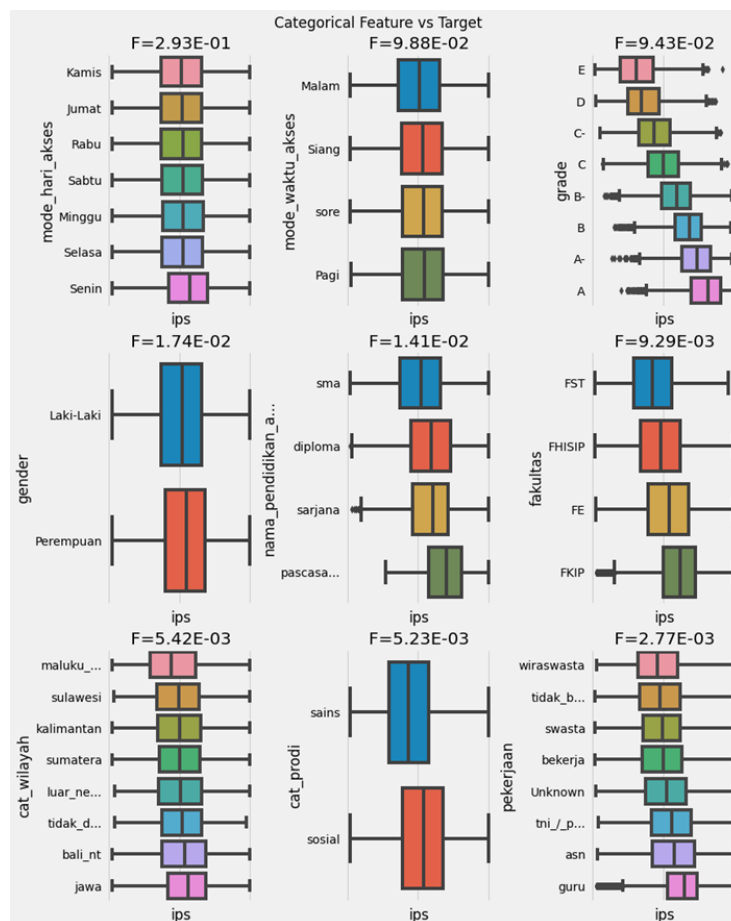 Categorical Feature vs Target
F=2.93E-01
mode_hari_akses
Kamis
Jumat
Rabu
Sabtu
Minggu
Selasa
Senin
ips
F=9.88E-02
mode_waktu_akses
Malam
Siang
sore
Pagi
ips
F=9.43E-02
grade
E
D
C-
C
B-
B
A-
A
ips
F=1.74E-02
gender
Laki-Laki
Perempuan
ips
F=1.41E-02
nama_pendidikan_a...
sma
diploma
sarjana
pascasa...
ips
F=9.29E-03
fakultas
FST
FHISIP
FE
FKIP
ips
F=5.42E-03
cat_wilayah
maluku_...
sulawesi
kalimantan
sumatera
luar_ne...
tidak_d...
bali_nt
jawa
ips
F=5.23E-03
cat_prodi
sains
sosial
ips
F=2.77E-03
pekerjaan
wiraswasta
tidak_b...
swasta
bekerja
Unknown
tni_/_p...
asn
guru
ips